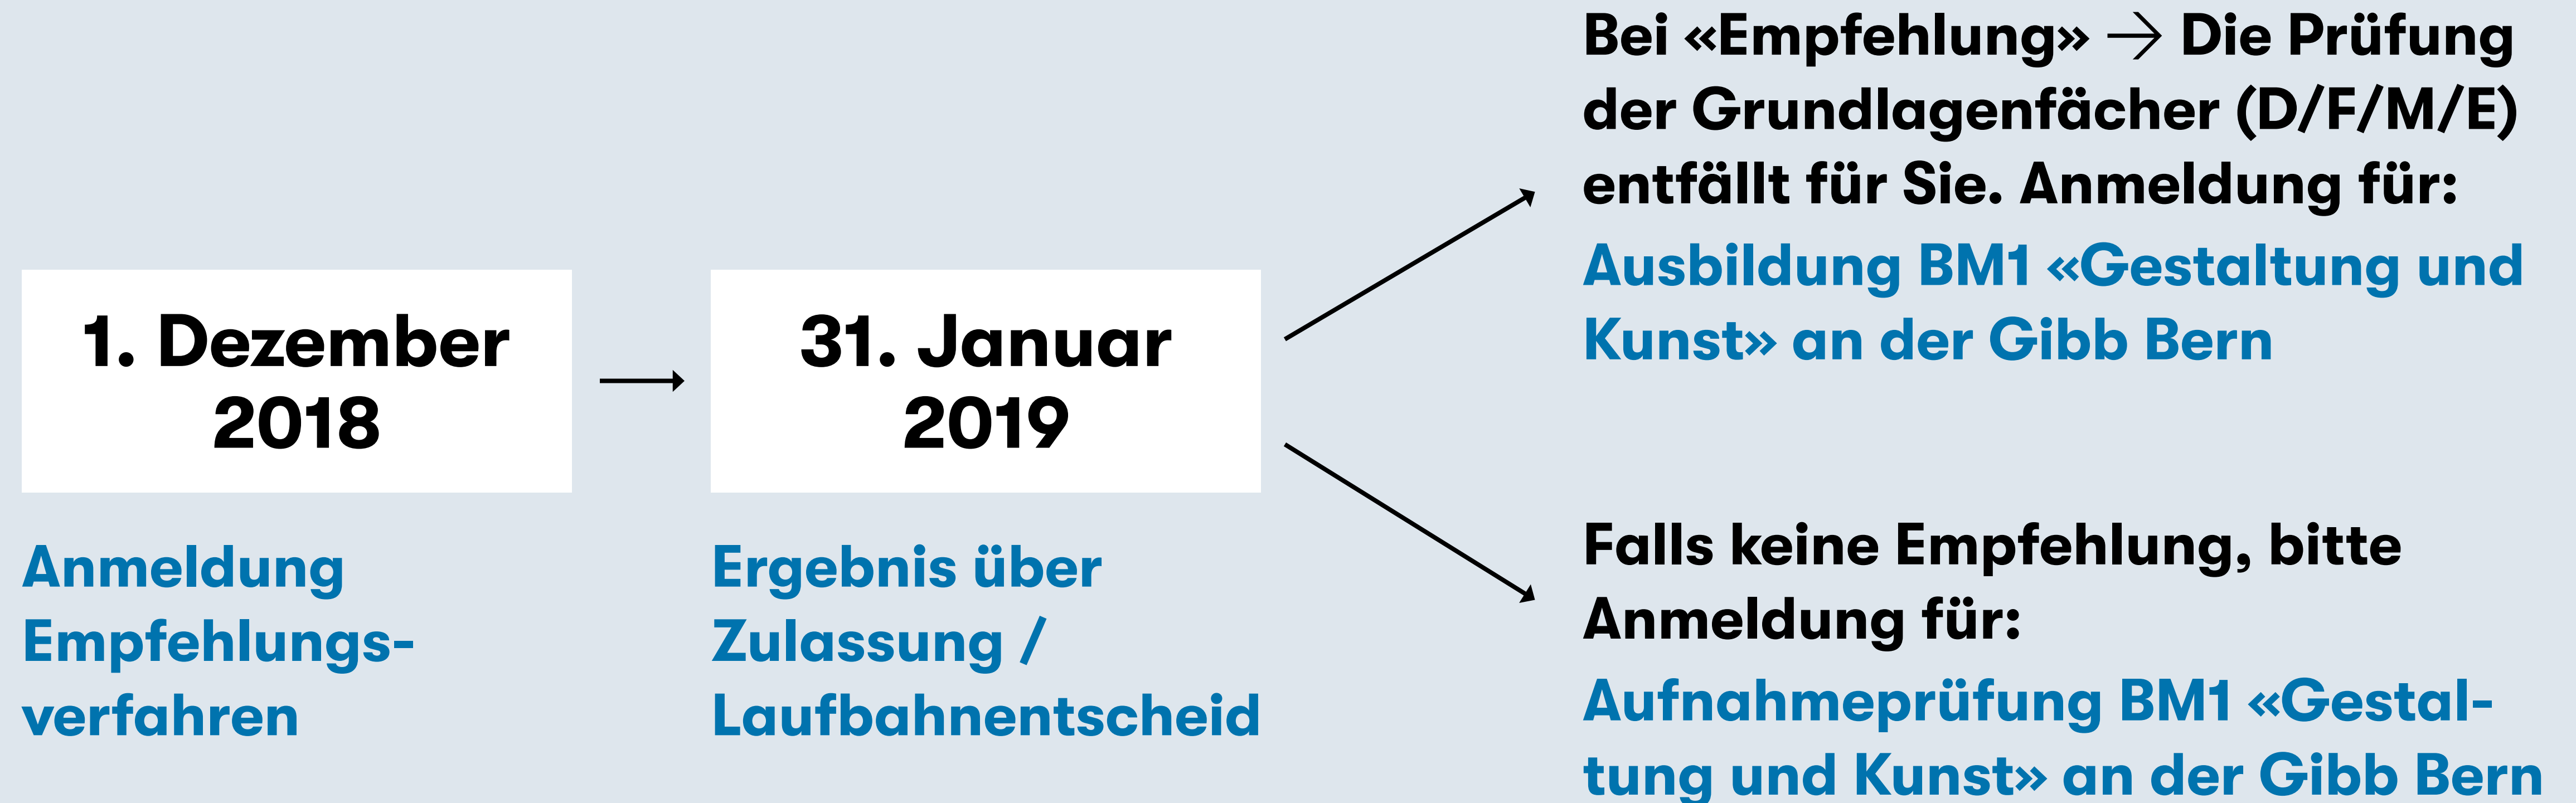 1. Dezember
2018
Anmeldung
Empfehlungs-
verfahren
31. Januar
2019
Ergebnis über
Zulassung /
Laufbahnentscheid
Bei «Empfehlung» → Die Prüfung
der Grundlagenfächer (D/F/M/E)
entfällt für Sie. Anmeldung für:
Ausbildung BM1 «Gestaltung und
Kunst» an der Gibb Bern
Falls keine Empfehlung, bitte
Anmeldung für:
Aufnahmeprüfung BM1 «Gestal-
tung und Kunst» an der Gibb Bern